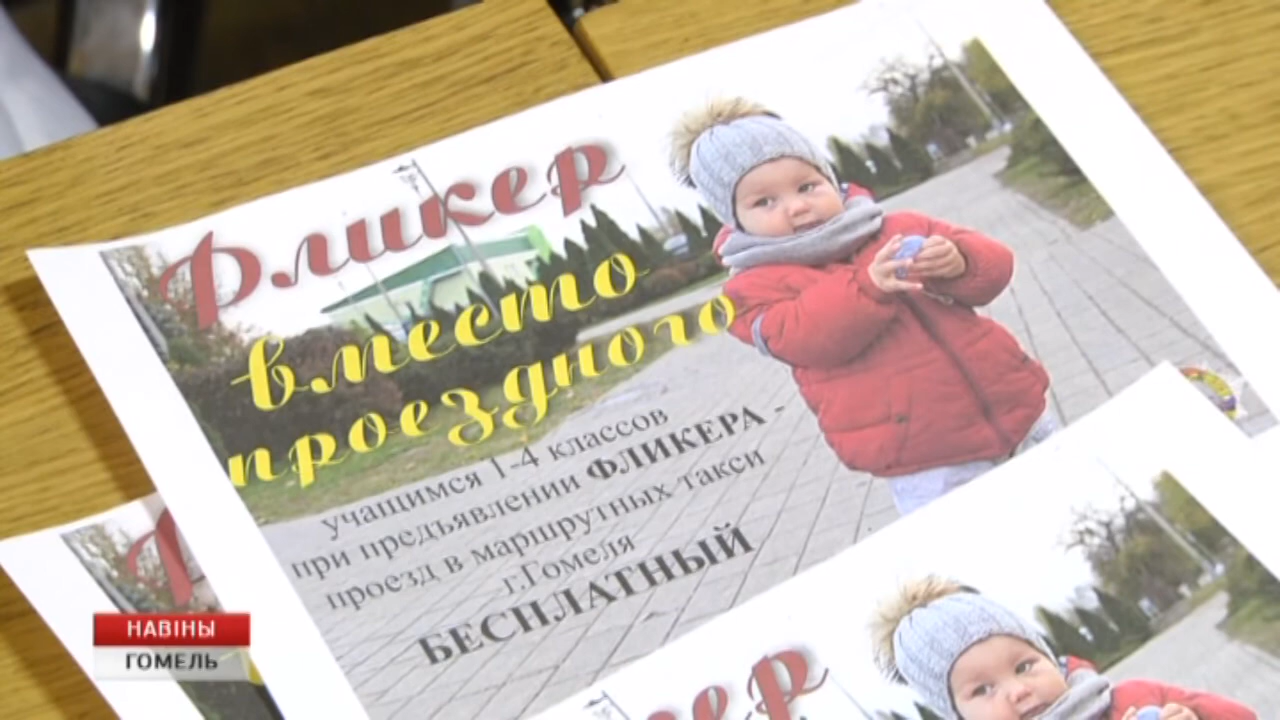 Фликер
вместо
проездного
учащимся 1-4 классов
при предъявлении ФЛИКЕРА -
проезд в маршрутных такси
г.Гомеля
БЕСПЛАТНЫЙ
НАВІНЫ
ГОМЕЛЬ